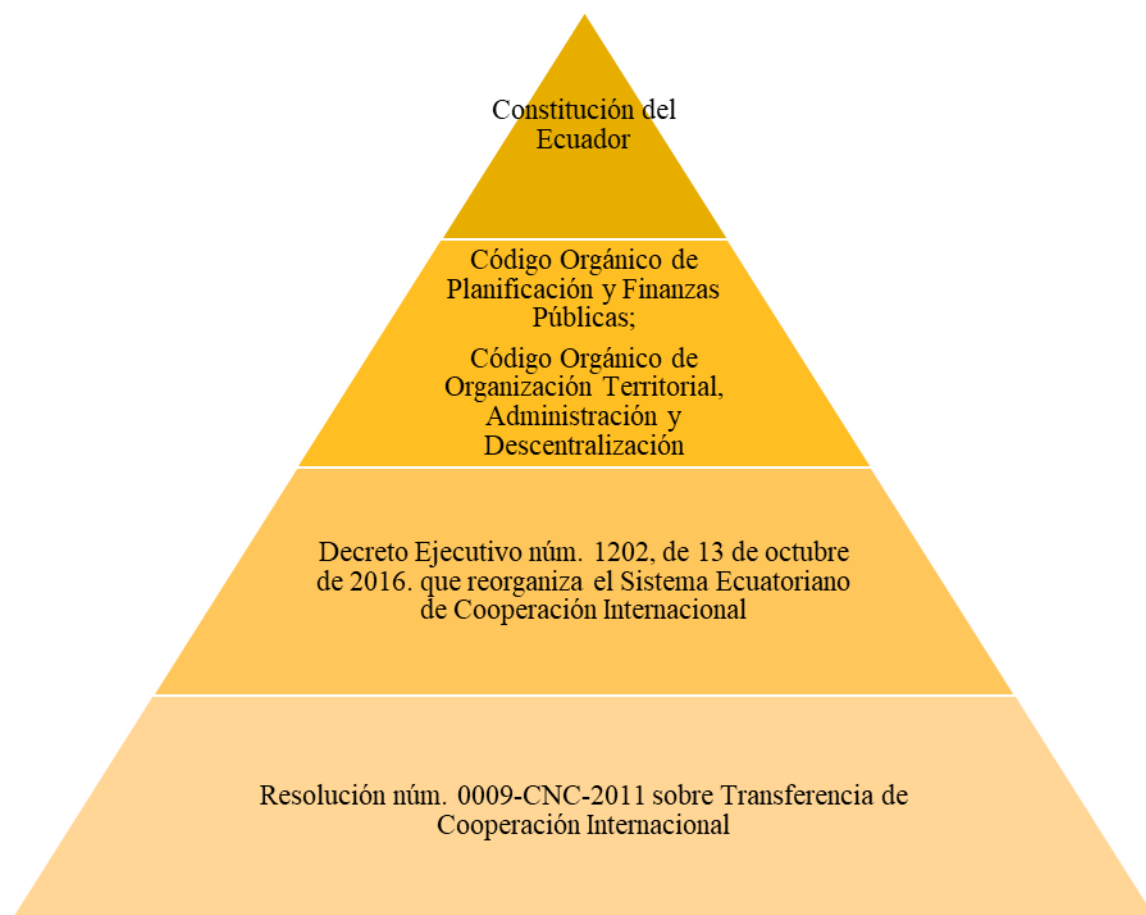 Constitución del
Ecuador
Código Orgánico de
Planificación y Finanzas
Públicas;
Código Orgánico de
Organización Territorial,
Administración y
Descentralización
Decreto Ejecutivo núm. 1202, de 13 de octubre
de 2016. que reorganiza el Sistema Ecuatoriano
de Cooperación Internacional
Resolución núm. 0009-CNC-2011 sobre Transferencia de
Cooperación Internacional